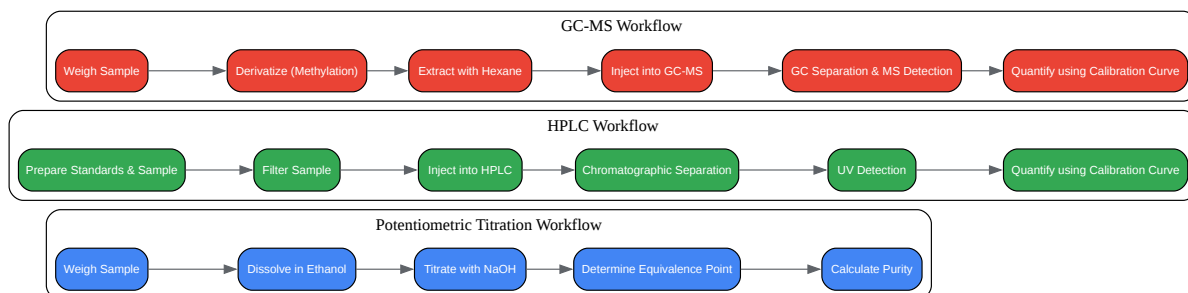 GC-MS Workflow
Weigh Sample
Derivatize (Methylation)
Extract with Hexane
Inject into GC-MS
GC Separation & MS Detection
Quantify using Calibration Curve
HPLC Workflow
Prepare Standards & Sample
Filter Sample
Inject into HPLC
Chromatographic Separation
UV Detection
Quantify using Calibration Curve
Potentiometric Titration Workflow
Weigh Sample
Dissolve in Ethanol
Titrate with NaOH
Determine Equivalence Point
Calculate Purity